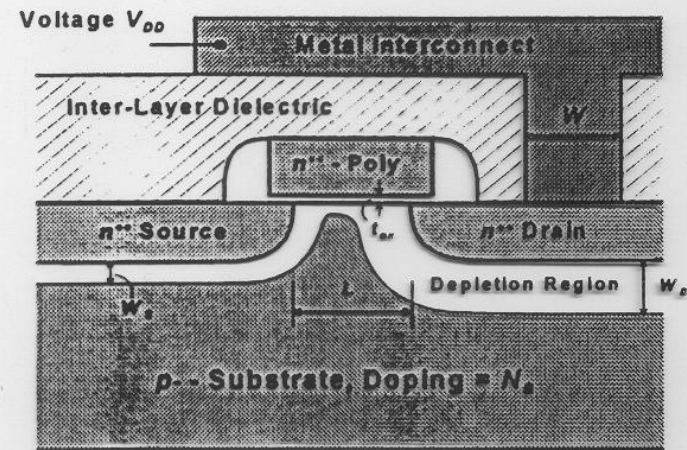 Voltage V_DD
Metal Interconnect
Inter-Layer Dielectric
W
n++ - Poly
n++ Source
t_ox
n++ Drain
W_s
L
Depletion Region
W_D
p-- Substrate, Doping = N_a